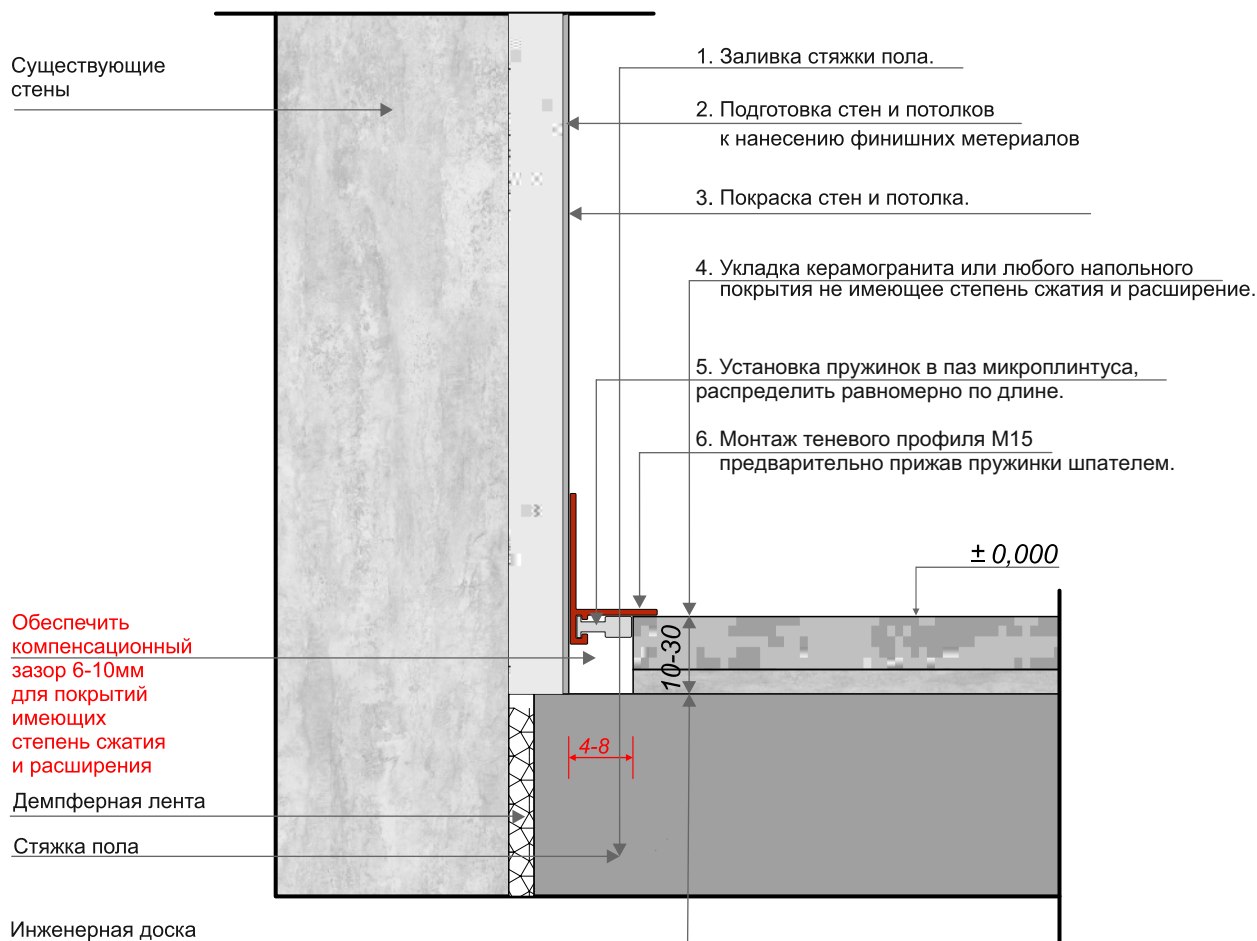 Существующие
стены
1. Заливка стяжки пола.
2. Подготовка стен и потолков
к нанесению финишних метериалов
3. Покраска стен и потолка.
4. Укладка керамогранита или любого напольного
покрытия не имеющее степень сжатия и расширение.
5. Установка пружинок в паз микроплинтуса,
распределить равномерно по длине.
6. Монтаж теневого профиля М15
предварительно прижав пружинки шпателем.
± 0,000
Обеспечить
компенсационный
зазор 6-10мм
для покрытий
имеющих
степень сжатия
и расширения
10-30
4-8
Демпферная лента
Стяжка пола
Инженерная доска